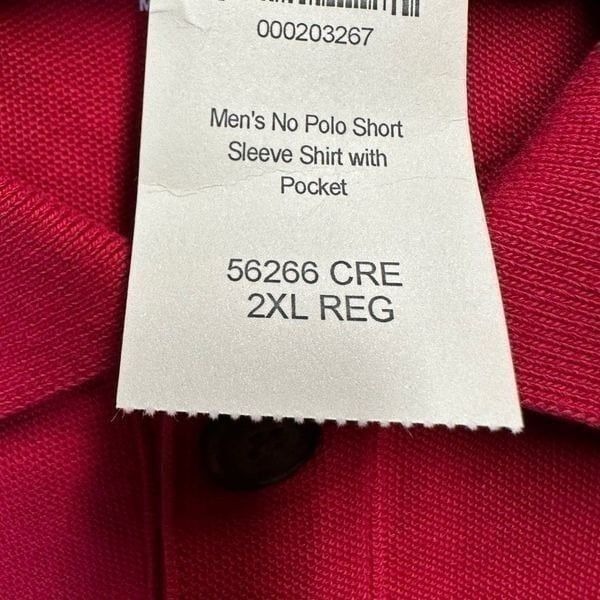 000203267
Men's No Polo Short
Sleeve Shirt with
Pocket
56266 CRE
2XL REG